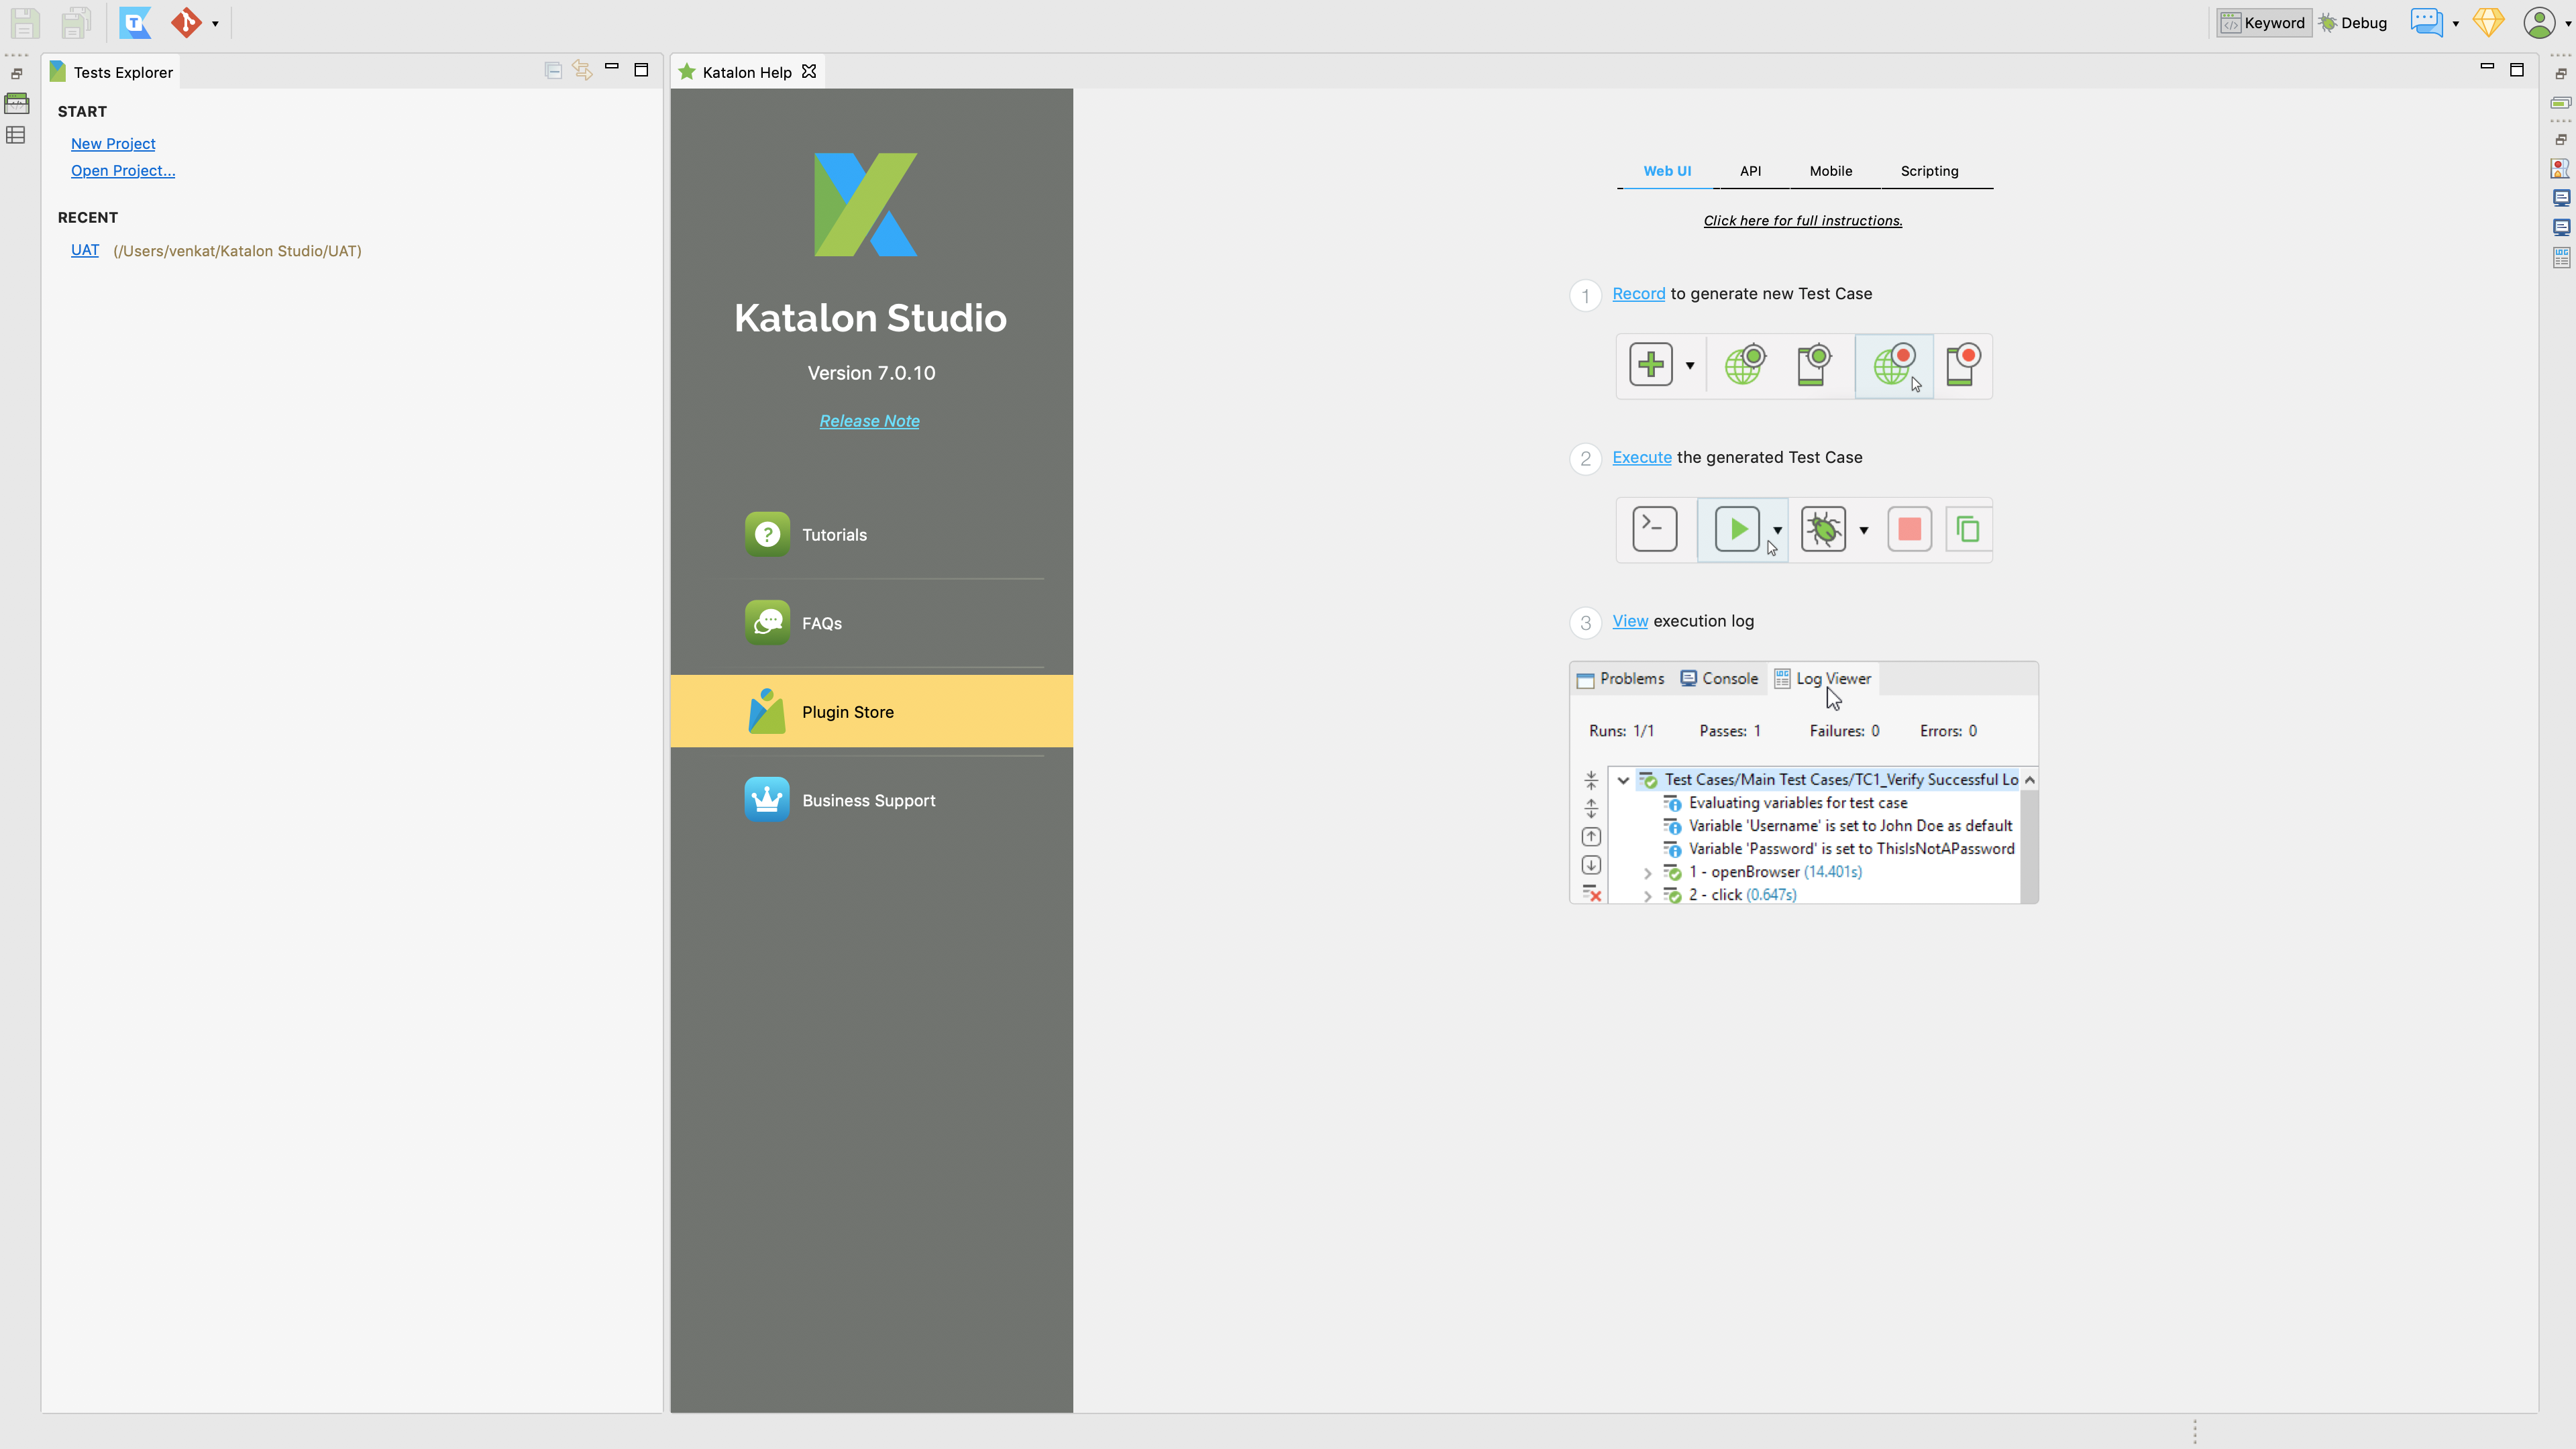 Keyword
Debug
Tests Explorer
START
New Project
Open Project...
RECENT
UAT (/Users/venkat/Katalon Studio/UAT)
Katalon Help
Katalon Studio
Version 7.0.10
Release Note
Tutorials
FAQs
Plugin Store
Business Support
Web UI API Mobile Scripting
Click here for full instructions.
1 Record to generate new Test Case
2 Execute the generated Test Case
3 View execution log
Problems Console Log Viewer
Runs: 1/1 Passes: 1 Failures: 0 Errors: 0
Test Cases/Main Test Cases/TC1_Verify Successful Lo
Evaluating variables for test case
Variable 'Username' is set to John Doe as default
Variable 'Password' is set to ThisIsNotAPassword
1 - openBrowser (14.401s)
2 - click (0.647s)